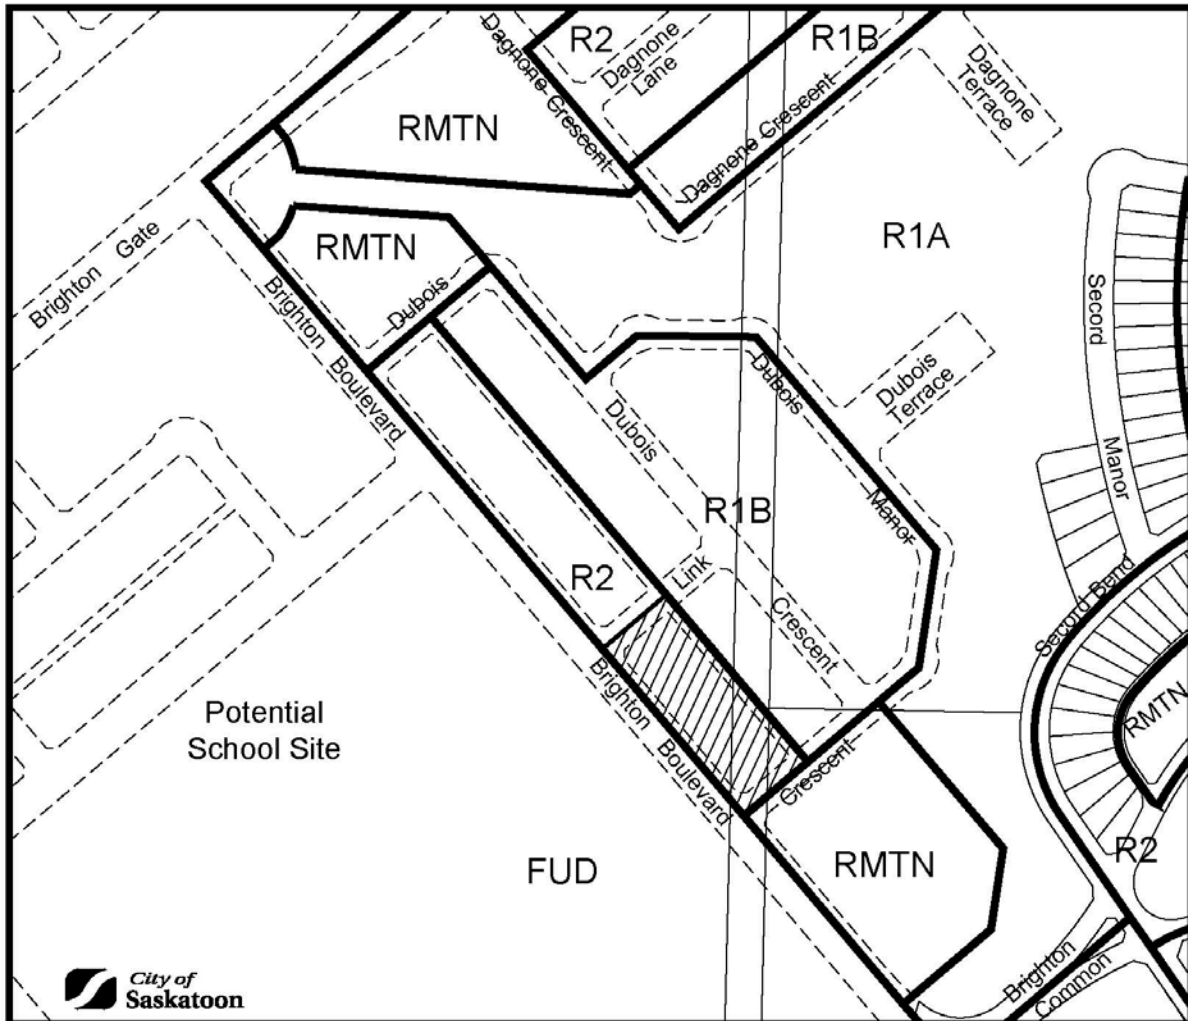 R2
Dagnone
Lane
R1B
Dagnone
Terrace
Dagnone Crescent
Dagnone Crescent
RMTN
R1A
Brighton Gate
RMTN
Dubois
Brighton Boulevard
Secord
Manor
Dubois
Manor
Dubois
Terrace
Dubois
Crescent
R1B
Link
R2
Secord Bend
RMTN
Potential
School Site
Brighton Boulevard
Crescent
RMTN
R2
FUD
Brighton
Common
City of
Saskatoon